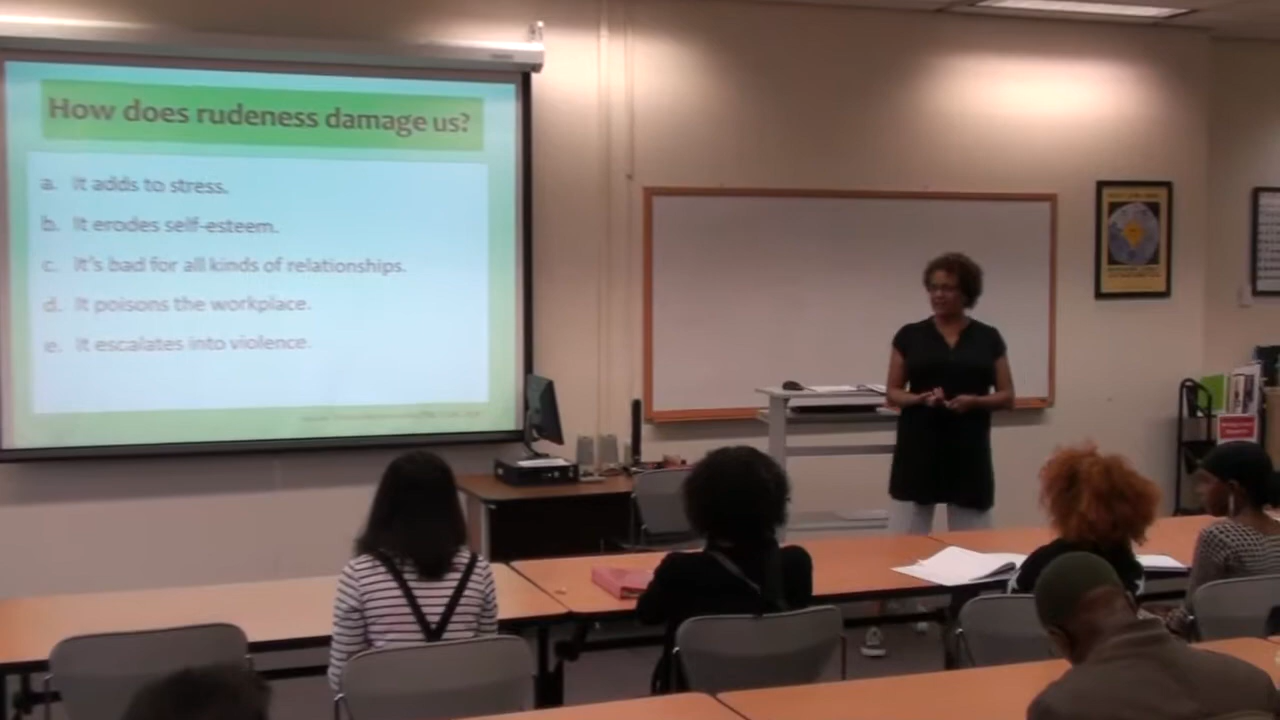 How does rudeness damage us?
a. It adds to stress.
b. It erodes self-esteem.
c. It's bad for all kinds of relationships.
d. It poisons the workplace.
e. It escalates into violence.